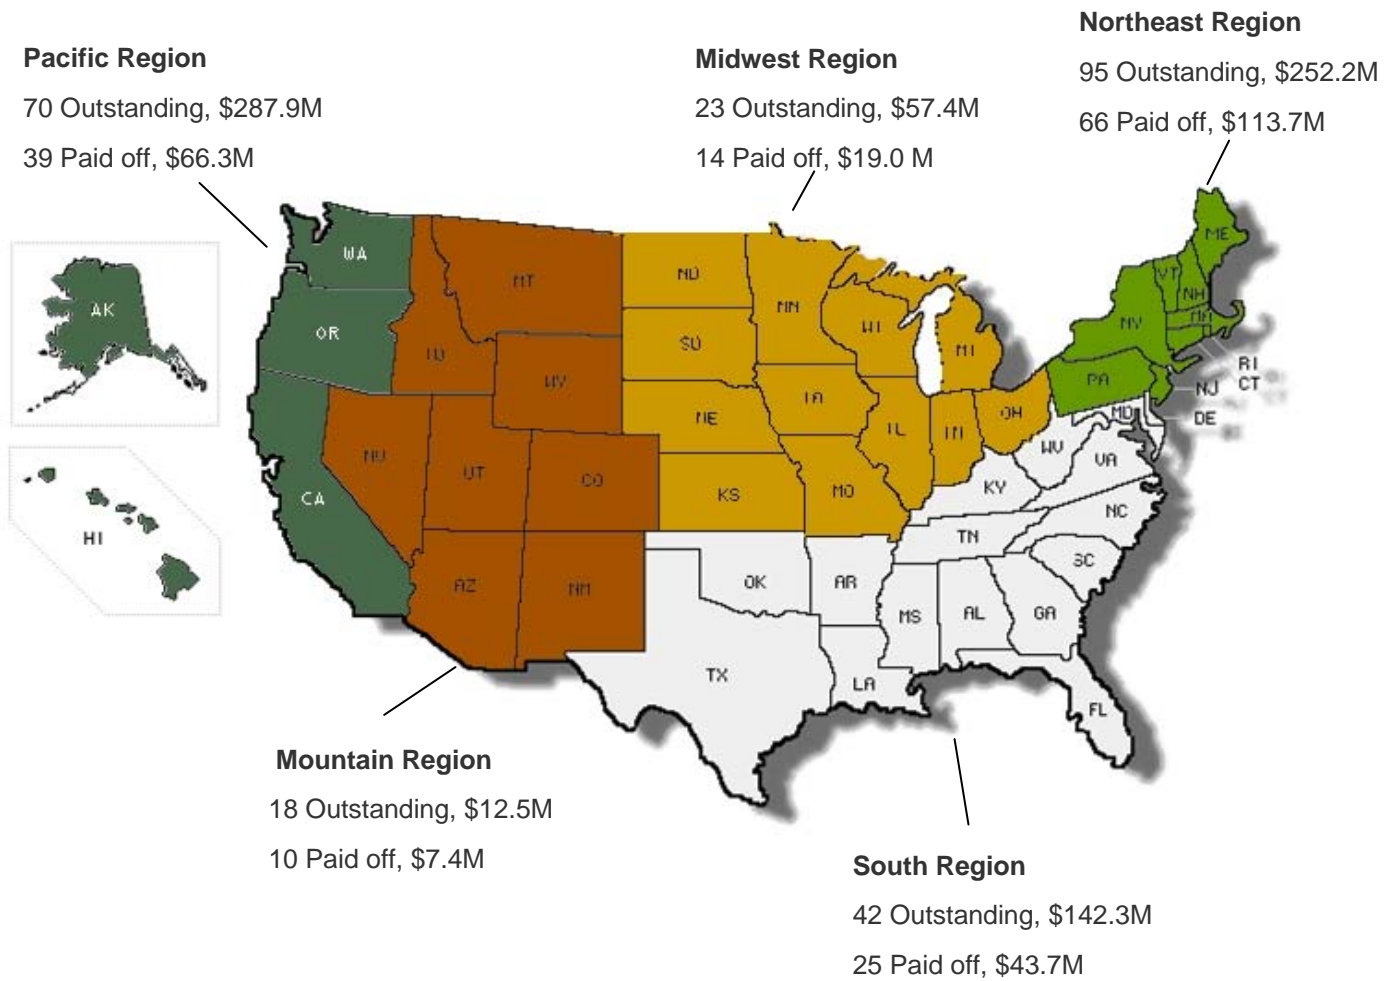 Northeast Region
95 Outstanding, $252.2M
66 Paid off, $113.7M
Pacific Region
70 Outstanding, $287.9M
39 Paid off, $66.3M
Midwest Region
23 Outstanding, $57.4M
14 Paid off, $19.0 M
WA
MT
ND
MN
ME
VT
NH
AK
OR
ID
WY
SD
WI
MI
NY
MA
RI
CT
NJ
PA
DE
MD
NE
IA
IL
IN
OH
WV
VA
NV
UT
CO
KS
MO
KY
CA
HI
NC
TN
SC
AZ
NM
OK
AR
MS
AL
GA
TX
LA
FL
Mountain Region
18 Outstanding, $12.5M
10 Paid off, $7.4M
South Region
42 Outstanding, $142.3M
25 Paid off, $43.7M